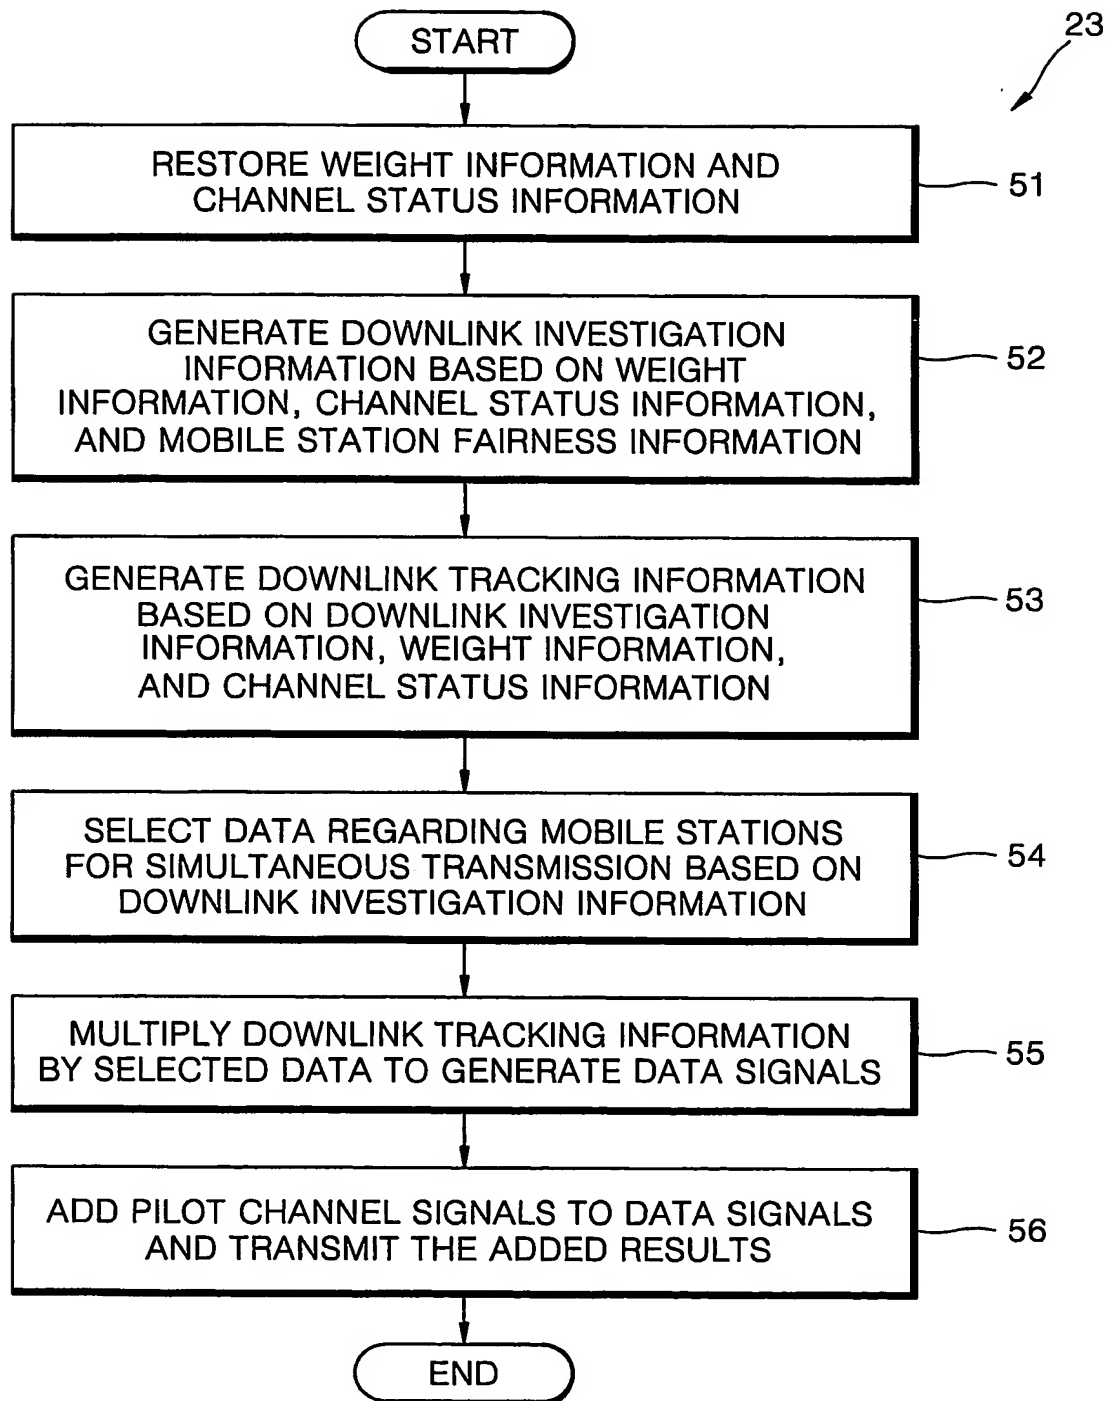 START
23
RESTORE WEIGHT INFORMATION AND
CHANNEL STATUS INFORMATION
51
GENERATE DOWNLINK INVESTIGATION
INFORMATION BASED ON WEIGHT
INFORMATION, CHANNEL STATUS INFORMATION,
AND MOBILE STATION FAIRNESS INFORMATION
52
GENERATE DOWNLINK TRACKING INFORMATION
BASED ON DOWNLINK INVESTIGATION
INFORMATION, WEIGHT INFORMATION,
AND CHANNEL STATUS INFORMATION
53
SELECT DATA REGARDING MOBILE STATIONS
FOR SIMULTANEOUS TRANSMISSION BASED ON
DOWNLINK INVESTIGATION INFORMATION
54
MULTIPLY DOWNLINK TRACKING INFORMATION
BY SELECTED DATA TO GENERATE DATA SIGNALS
55
ADD PILOT CHANNEL SIGNALS TO DATA SIGNALS
AND TRANSMIT THE ADDED RESULTS
56
END